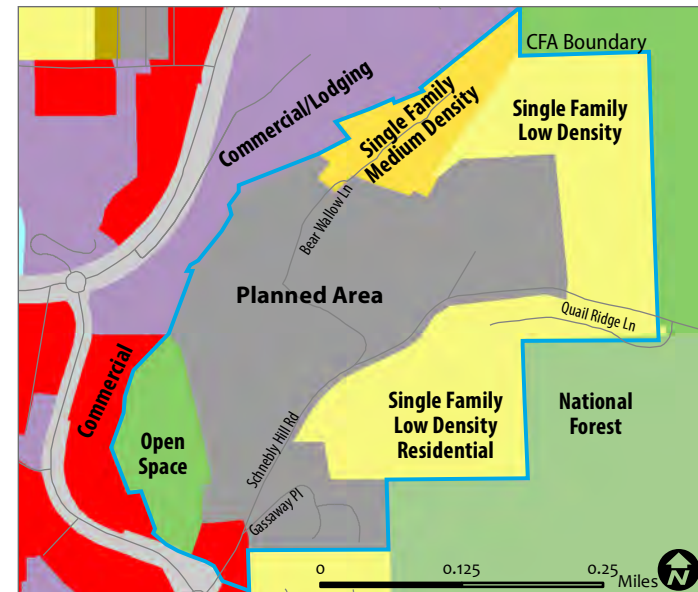 CFA Boundary
Commercial/Lodging
Single Family
Medium Density
Single Family
Low Density
Bear Wallow Ln
Planned Area
Quail Ridge Ln
Commercial
Open
Space
Schnebly Hill Rd
Single Family
Low Density
Residential
National
Forest
Gassaway Pl
0 0.125 0.25 Miles
N